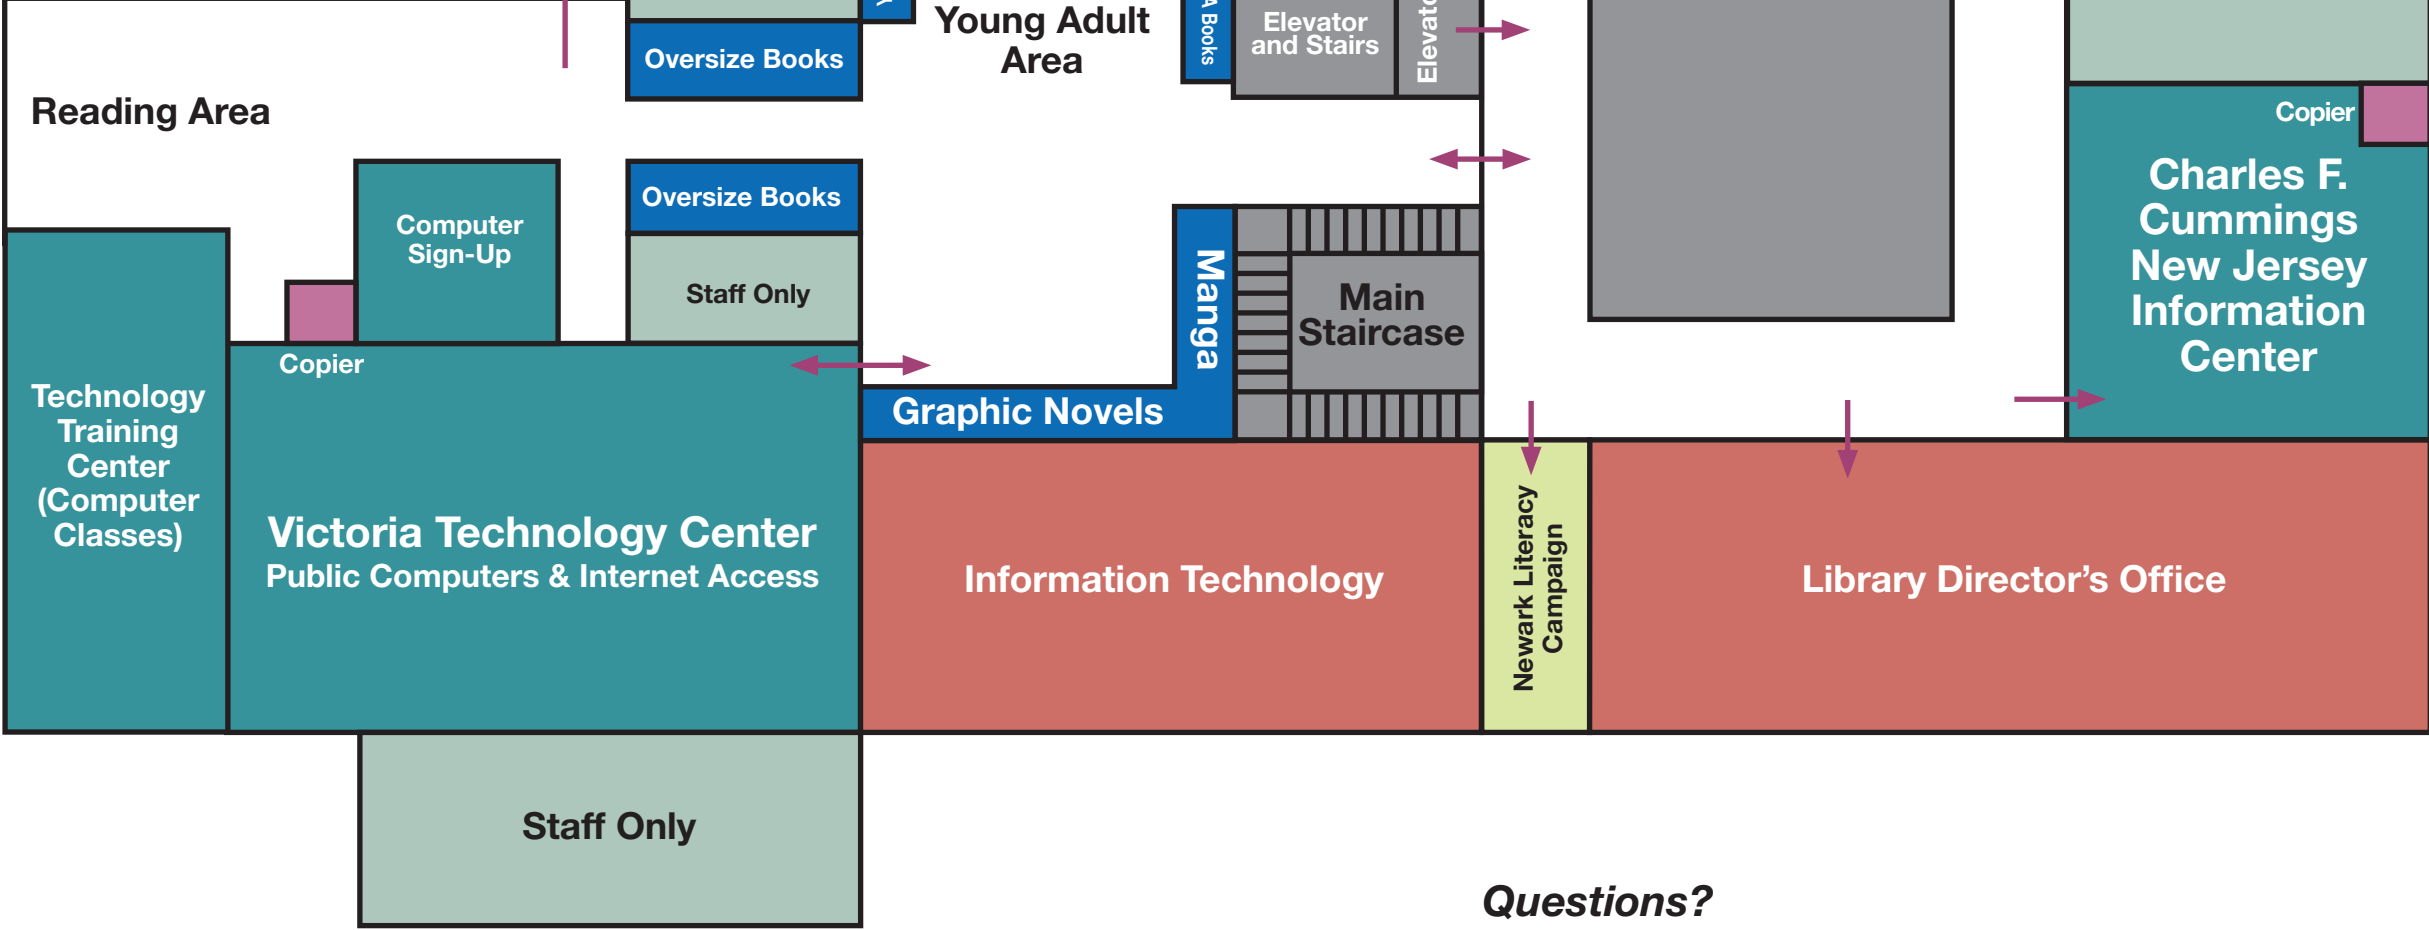 Young Adult
Area
Oversize Books
Books
Elevator
and Stairs
Reading Area
Copier
Charles F.
Cummings
New Jersey
Information
Center
Computer
Sign-Up
Oversize Books
Staff Only
Manga
Main
Staircase
Copier
Graphic Novels
Technology
Training
Center
(Computer
Classes)
Victoria Technology Center
Public Computers & Internet Access
Information Technology
Newark Literacy
Campaign
Library Director’s Office
Staff Only
Questions?